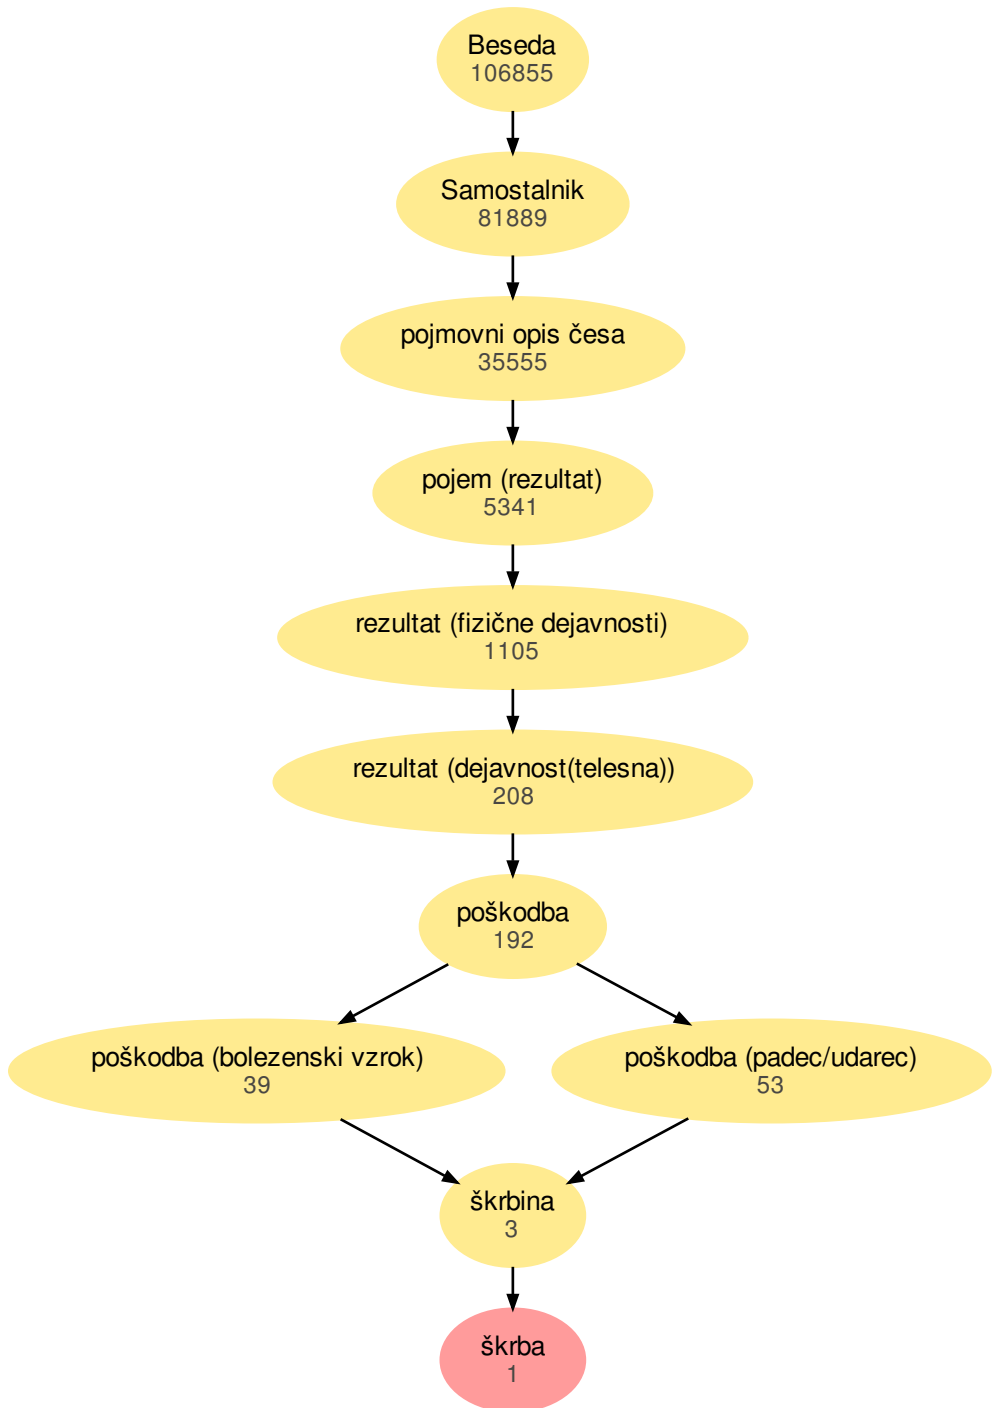 Beseda
106855
Samostalnik
81889
pojmovni opis česa
35555
pojem (rezultat)
5341
rezultat (fizične dejavnosti)
1105
rezultat (dejavnost(telesna))
208
poškodba
192
poškodba (bolezenski vzrok)
39
poškodba (padec/udarec)
53
škrbina
3
škrba
1